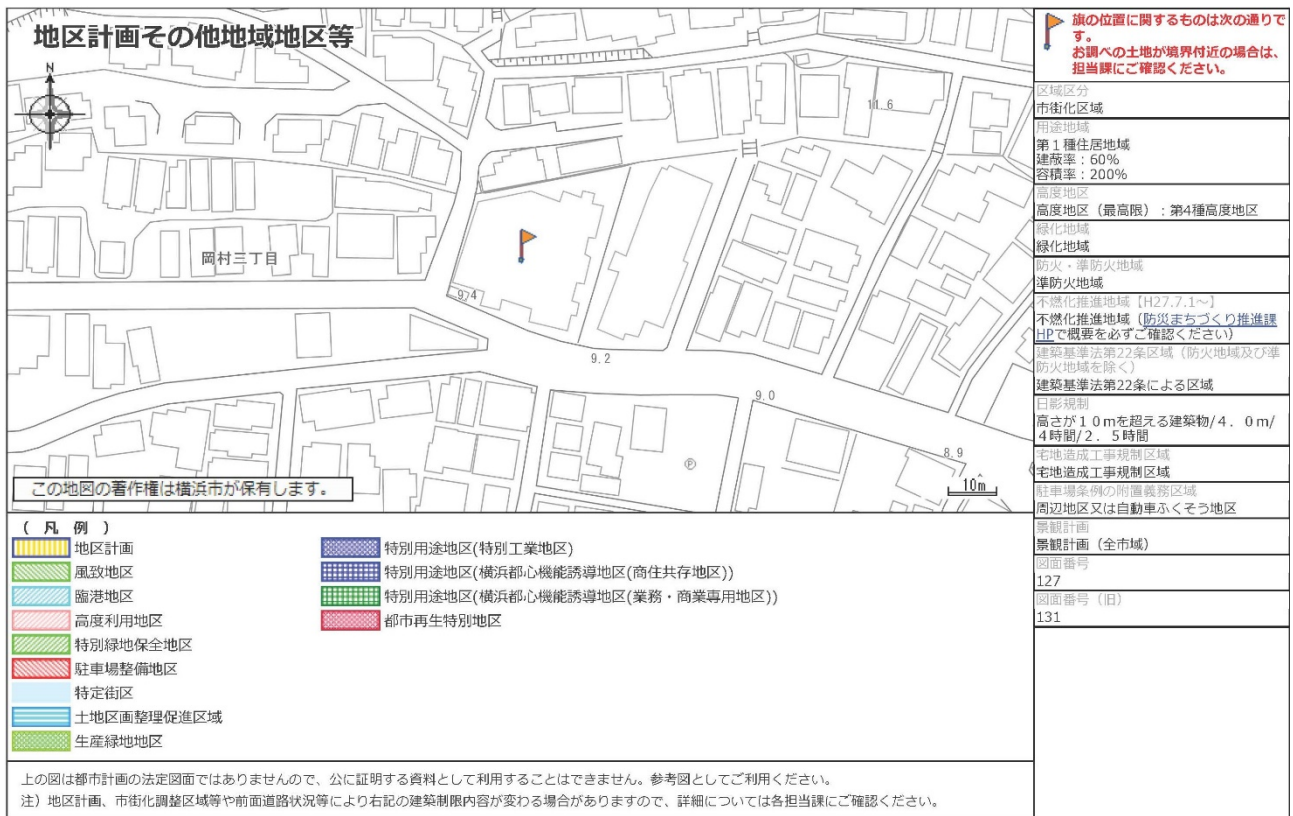 地区計画その他地域地区等
N
11.6
岡村三丁目
9.4
9.2
9.0
8.9
Ⓟ
10m
この地図の著作権は横浜市が保有します。
旗の位置に関するものは次の通りで
す。
お調べの土地が境界付近の場合は、
担当課にご確認ください。
区域区分
市街化区域
用途地域
第1種住居地域
建蔽率:60%
容積率:200%
高度地区
高度地区(最高限):第4種高度地区
緑化地域
緑化地域
防火・準防火地域
準防火地域
不燃化推進地域【H27.7.1~】
不燃化推進地域(防災まちづくり推進課
HPで概要を必ずご確認ください)
建築基準法第22条区域(防火地域及び準
防火地域を除く)
建築基準法第22条による区域
日影規制
高さが10mを超える建築物/4.0m/
4時間/2.5時間
宅地造成工事規制区域
宅地造成工事規制区域
駐車場条例の附置義務区域
周辺地区又は自動車ふくそう地区
景観計画
景観計画(全市域)
図面番号
127
図面番号(旧)
131
(凡例)
地区計画
風致地区
臨港地区
高度利用地区
特別緑地保全地区
駐車場整備地区
特定街区
土地区画整理促進区域
生産緑地地区
特別用途地区(特別工業地区)
特別用途地区(横浜都心機能誘導地区(商住共存地区))
特別用途地区(横浜都心機能誘導地区(業務・商業専用地区))
都市再生特別地区
上の図は都市計画の法定図面ではありませんので、公に証明する資料として利用することはできません。参考図としてご利用ください。
注)地区計画、市街化調整区域等や前面道路状況等により右記の建築制限内容が変わる場合がありますので、詳細については各担当課にご確認ください。